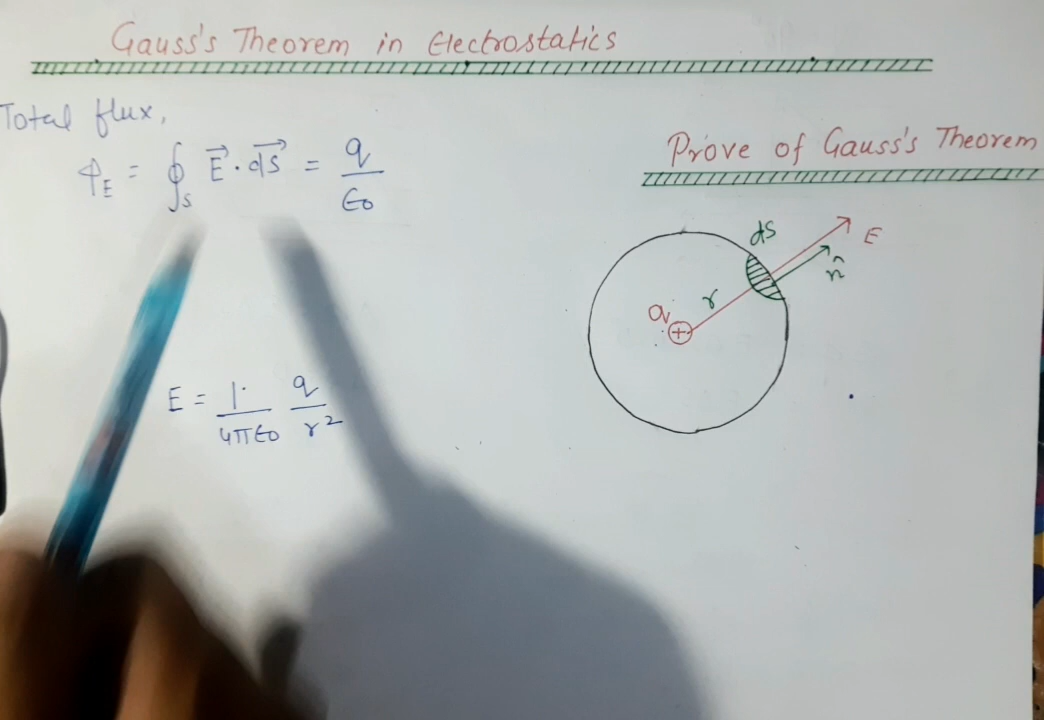 Gauss's Theorem in Electrostatics
Total flux,
ϕ_E = ∮_S E⃗ · ds⃗ = q/ϵ0
E = 1/4πϵ0 q/r²
Prove of Gauss's Theorem
ds
E
n̂
r
q
+